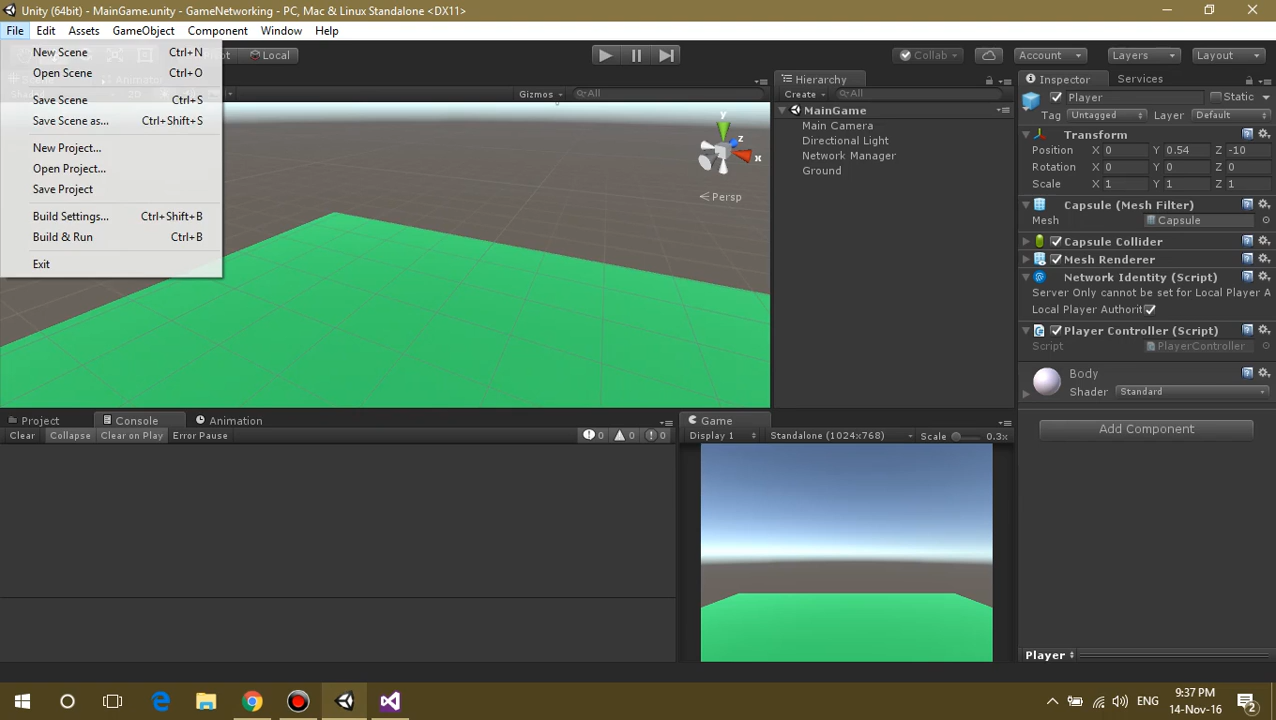 Unity (64bit) - MainGame.unity - GameNetworking - PC, Mac & Linux Standalone <DX11>
File Edit Assets GameObject Component Window Help
New Scene Ctrl+N
Open Scene Ctrl+O
Save Scene Ctrl+S
Save Scene as... Ctrl+Shift+S
New Project...
Open Project...
Save Project
Build Settings... Ctrl+Shift+B
Build & Run Ctrl+B
Exit
Local
Collab
Account
Layers
Layout
Gizmos
All
y
z
x
Persp
Hierarchy
Create
All
MainGame
Main Camera
Directional Light
Network Manager
Ground
Inspector Services
Player Static
Tag Untagged Layer Default
Transform
Position X 0 Y 0.54 Z -10
Rotation X 0 Y 0 Z 0
Scale X 1 Y 1 Z 1
Capsule (Mesh Filter)
Mesh Capsule
Capsule Collider
Mesh Renderer
Network Identity (Script)
Server Only cannot be set for Local Player A
Local Player Authorit
Player Controller (Script)
Script PlayerController
Body
Shader Standard
Add Component
Player
Project Console Animation
Clear Collapse Clear on Play Error Pause 0 0 0
Game
Display 1 Standalone (1024x768) Scale 0.3x
ENG
9:37 PM
14-Nov-16
2